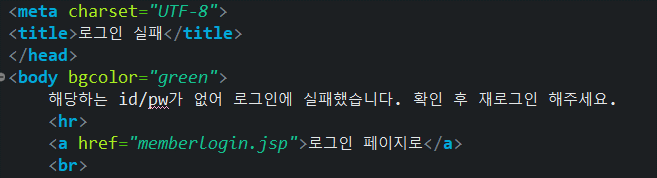 <meta charset="UTF-8">
<title>로그인 실패</title>
</head>
<body bgcolor="green">
해당하는 id/pw가 없어 로그인에 실패했습니다. 확인 후 재로그인 해주세요.
<hr>
<a href="memberlogin.jsp">로그인 페이지로</a>
<br>